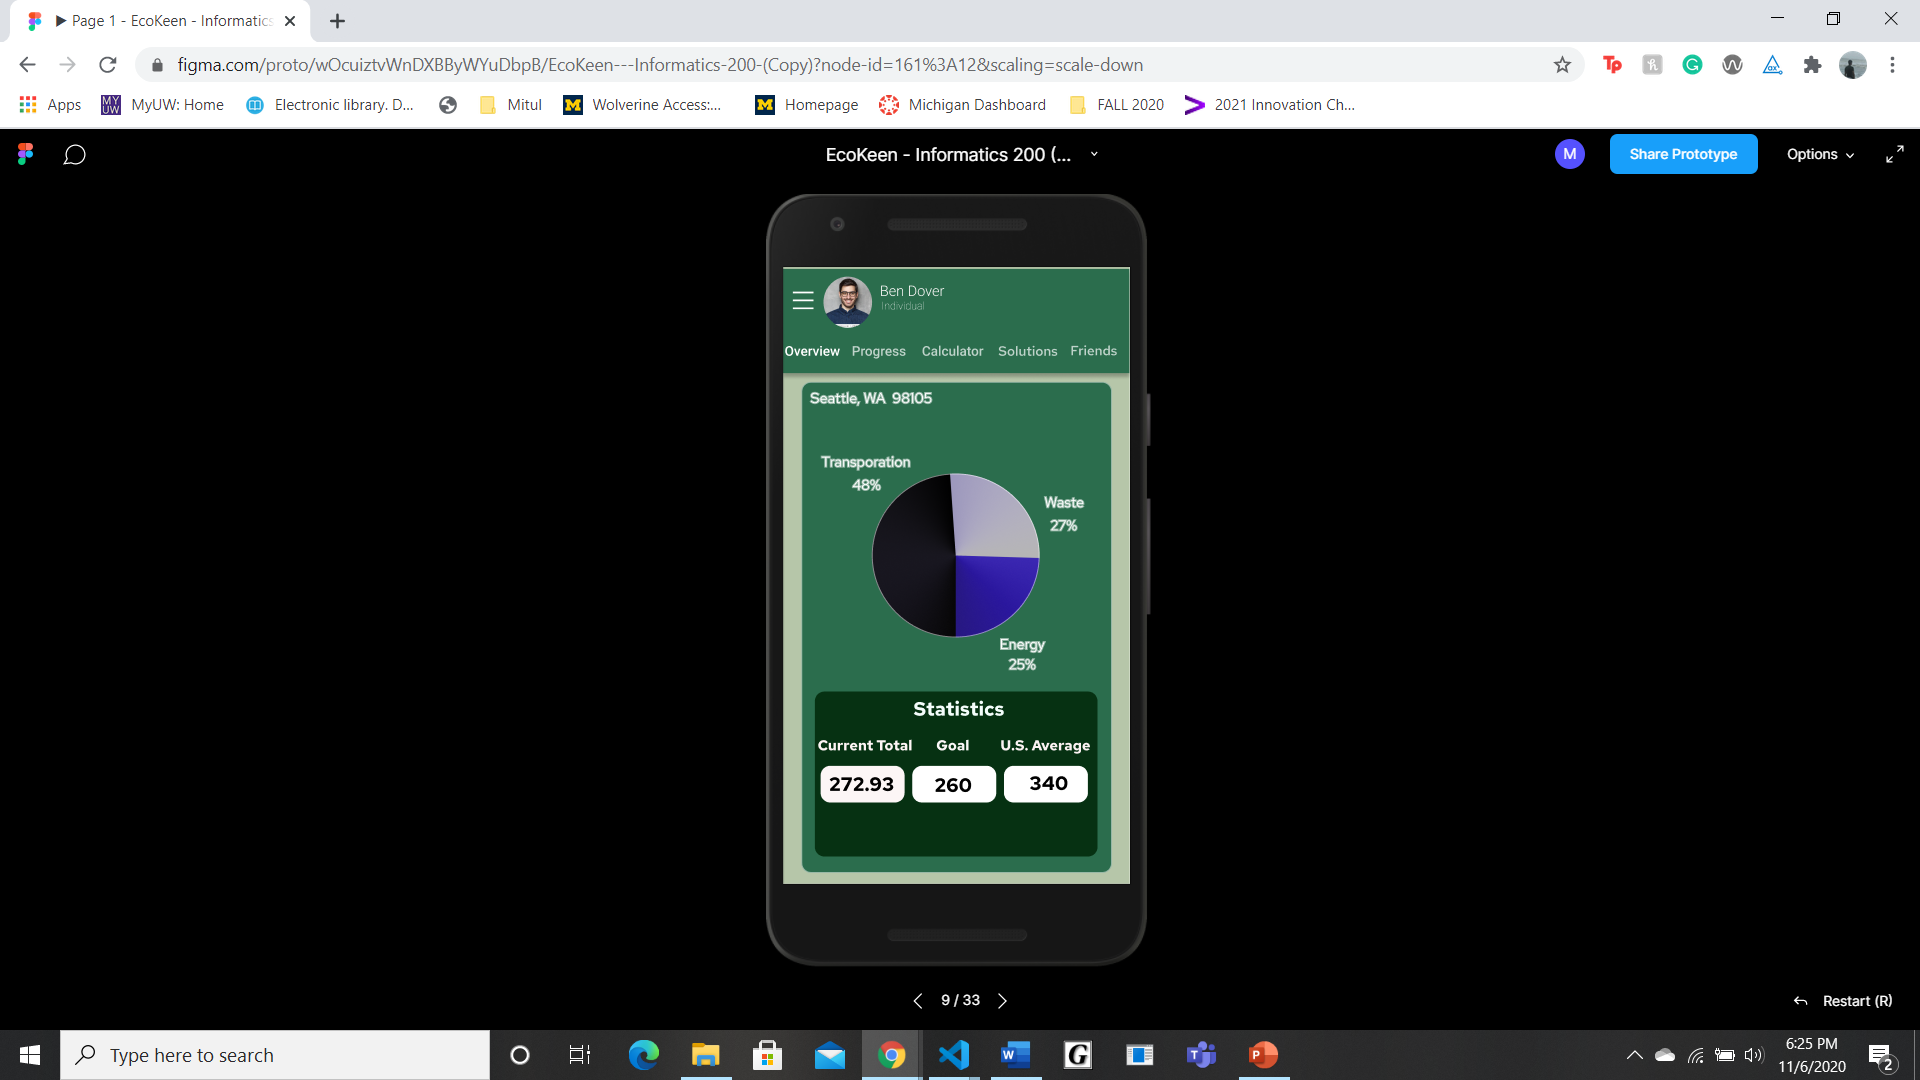 Page 1 - EcoKeen - Informatics
figma.com/proto/wOcuiztvWnDXBByWYuDbpB/EcoKeen---Informatics-200-(Copy)?node-id=161%3A12&scaling=scale-down
Apps MyUW: Home Electronic library. D... Mitul Wolverine Access:... Homepage Michigan Dashboard FALL 2020 2021 Innovation Ch...
EcoKeen - Informatics 200 (... M Share Prototype Options
Ben Dover
Individual
Overview Progress Calculator Solutions Friends
Seattle, WA 98105
Transporation
48%
Waste
27%
Energy
25%
Statistics
Current Total Goal U.S. Average
272.93 260 340
9 / 33 Restart (R)
Type here to search
6:25 PM
11/6/2020
2